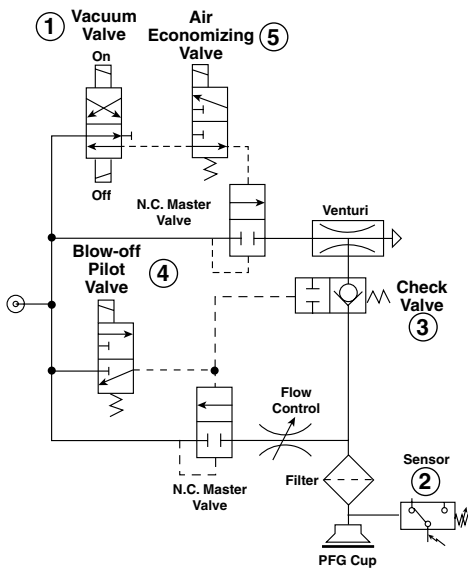 1
Vacuum
Valve
Air
Economizing
Valve
5
On
Off
N.C. Master
Valve
Venturi
Blow-off
Pilot
Valve
4
Check
Valve
3
Flow
Control
Filter
Sensor
2
N.C. Master
Valve
PFG Cup